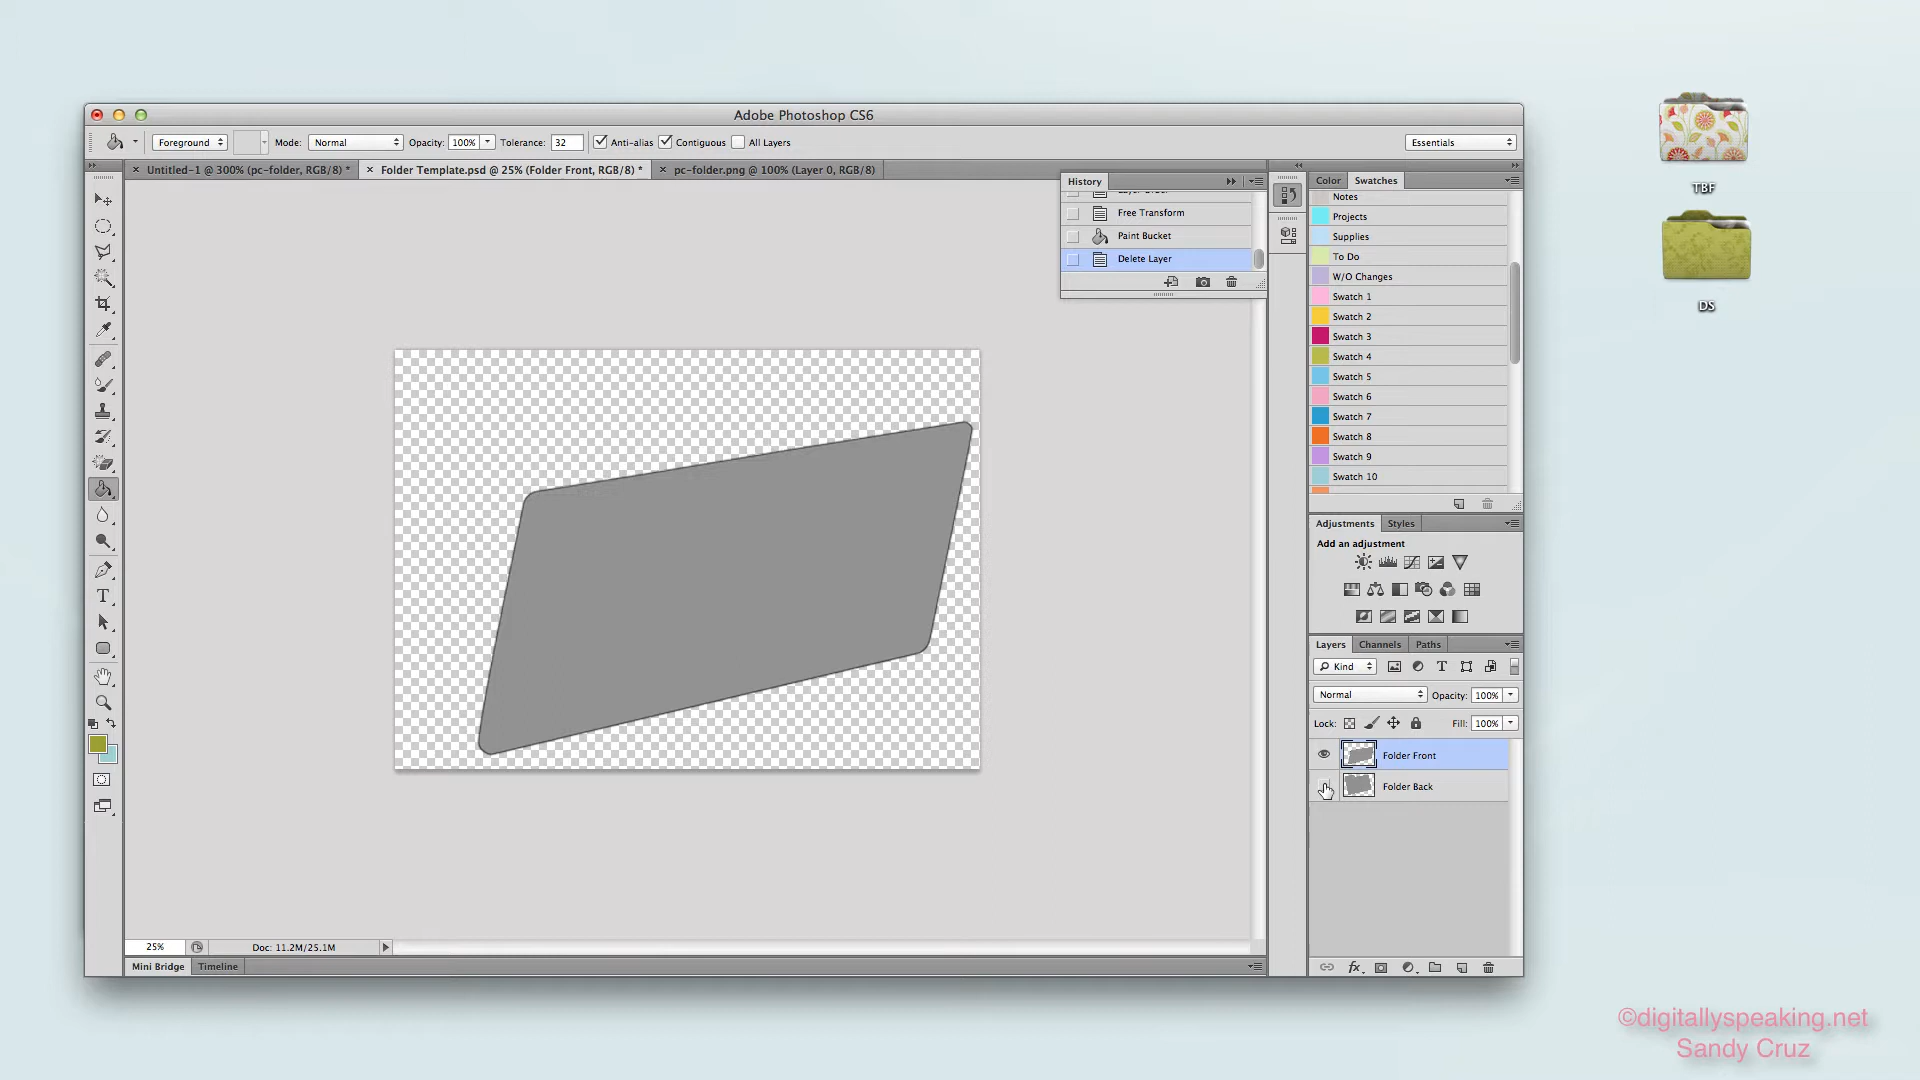 Adobe Photoshop CS6
Foreground Mode: Normal Opacity: 100% Tolerance: 32 Anti-alias Contiguous All Layers Essentials
Untitled-1 @ 300% (pc-folder, RGB/8) * Folder Template.psd @ 25% (Folder Front, RGB/8) * pc-folder.png @ 100% (Layer 0, RGB/8)
History
Free Transform
Paint Bucket
Delete Layer
Color Swatches
Notes
Projects
Supplies
To Do
W/O Changes
Swatch 1
Swatch 2
Swatch 3
Swatch 4
Swatch 5
Swatch 6
Swatch 7
Swatch 8
Swatch 9
Swatch 10
Adjustments Styles
Add an adjustment
Layers Channels Paths
Kind
Normal Opacity: 100%
Lock: Fill: 100%
Folder Front
Folder Back
25% Doc: 11.2M/25.1M
Mini Bridge Timeline
TBF
DS
©digitallyspeaking.net
Sandy Cruz